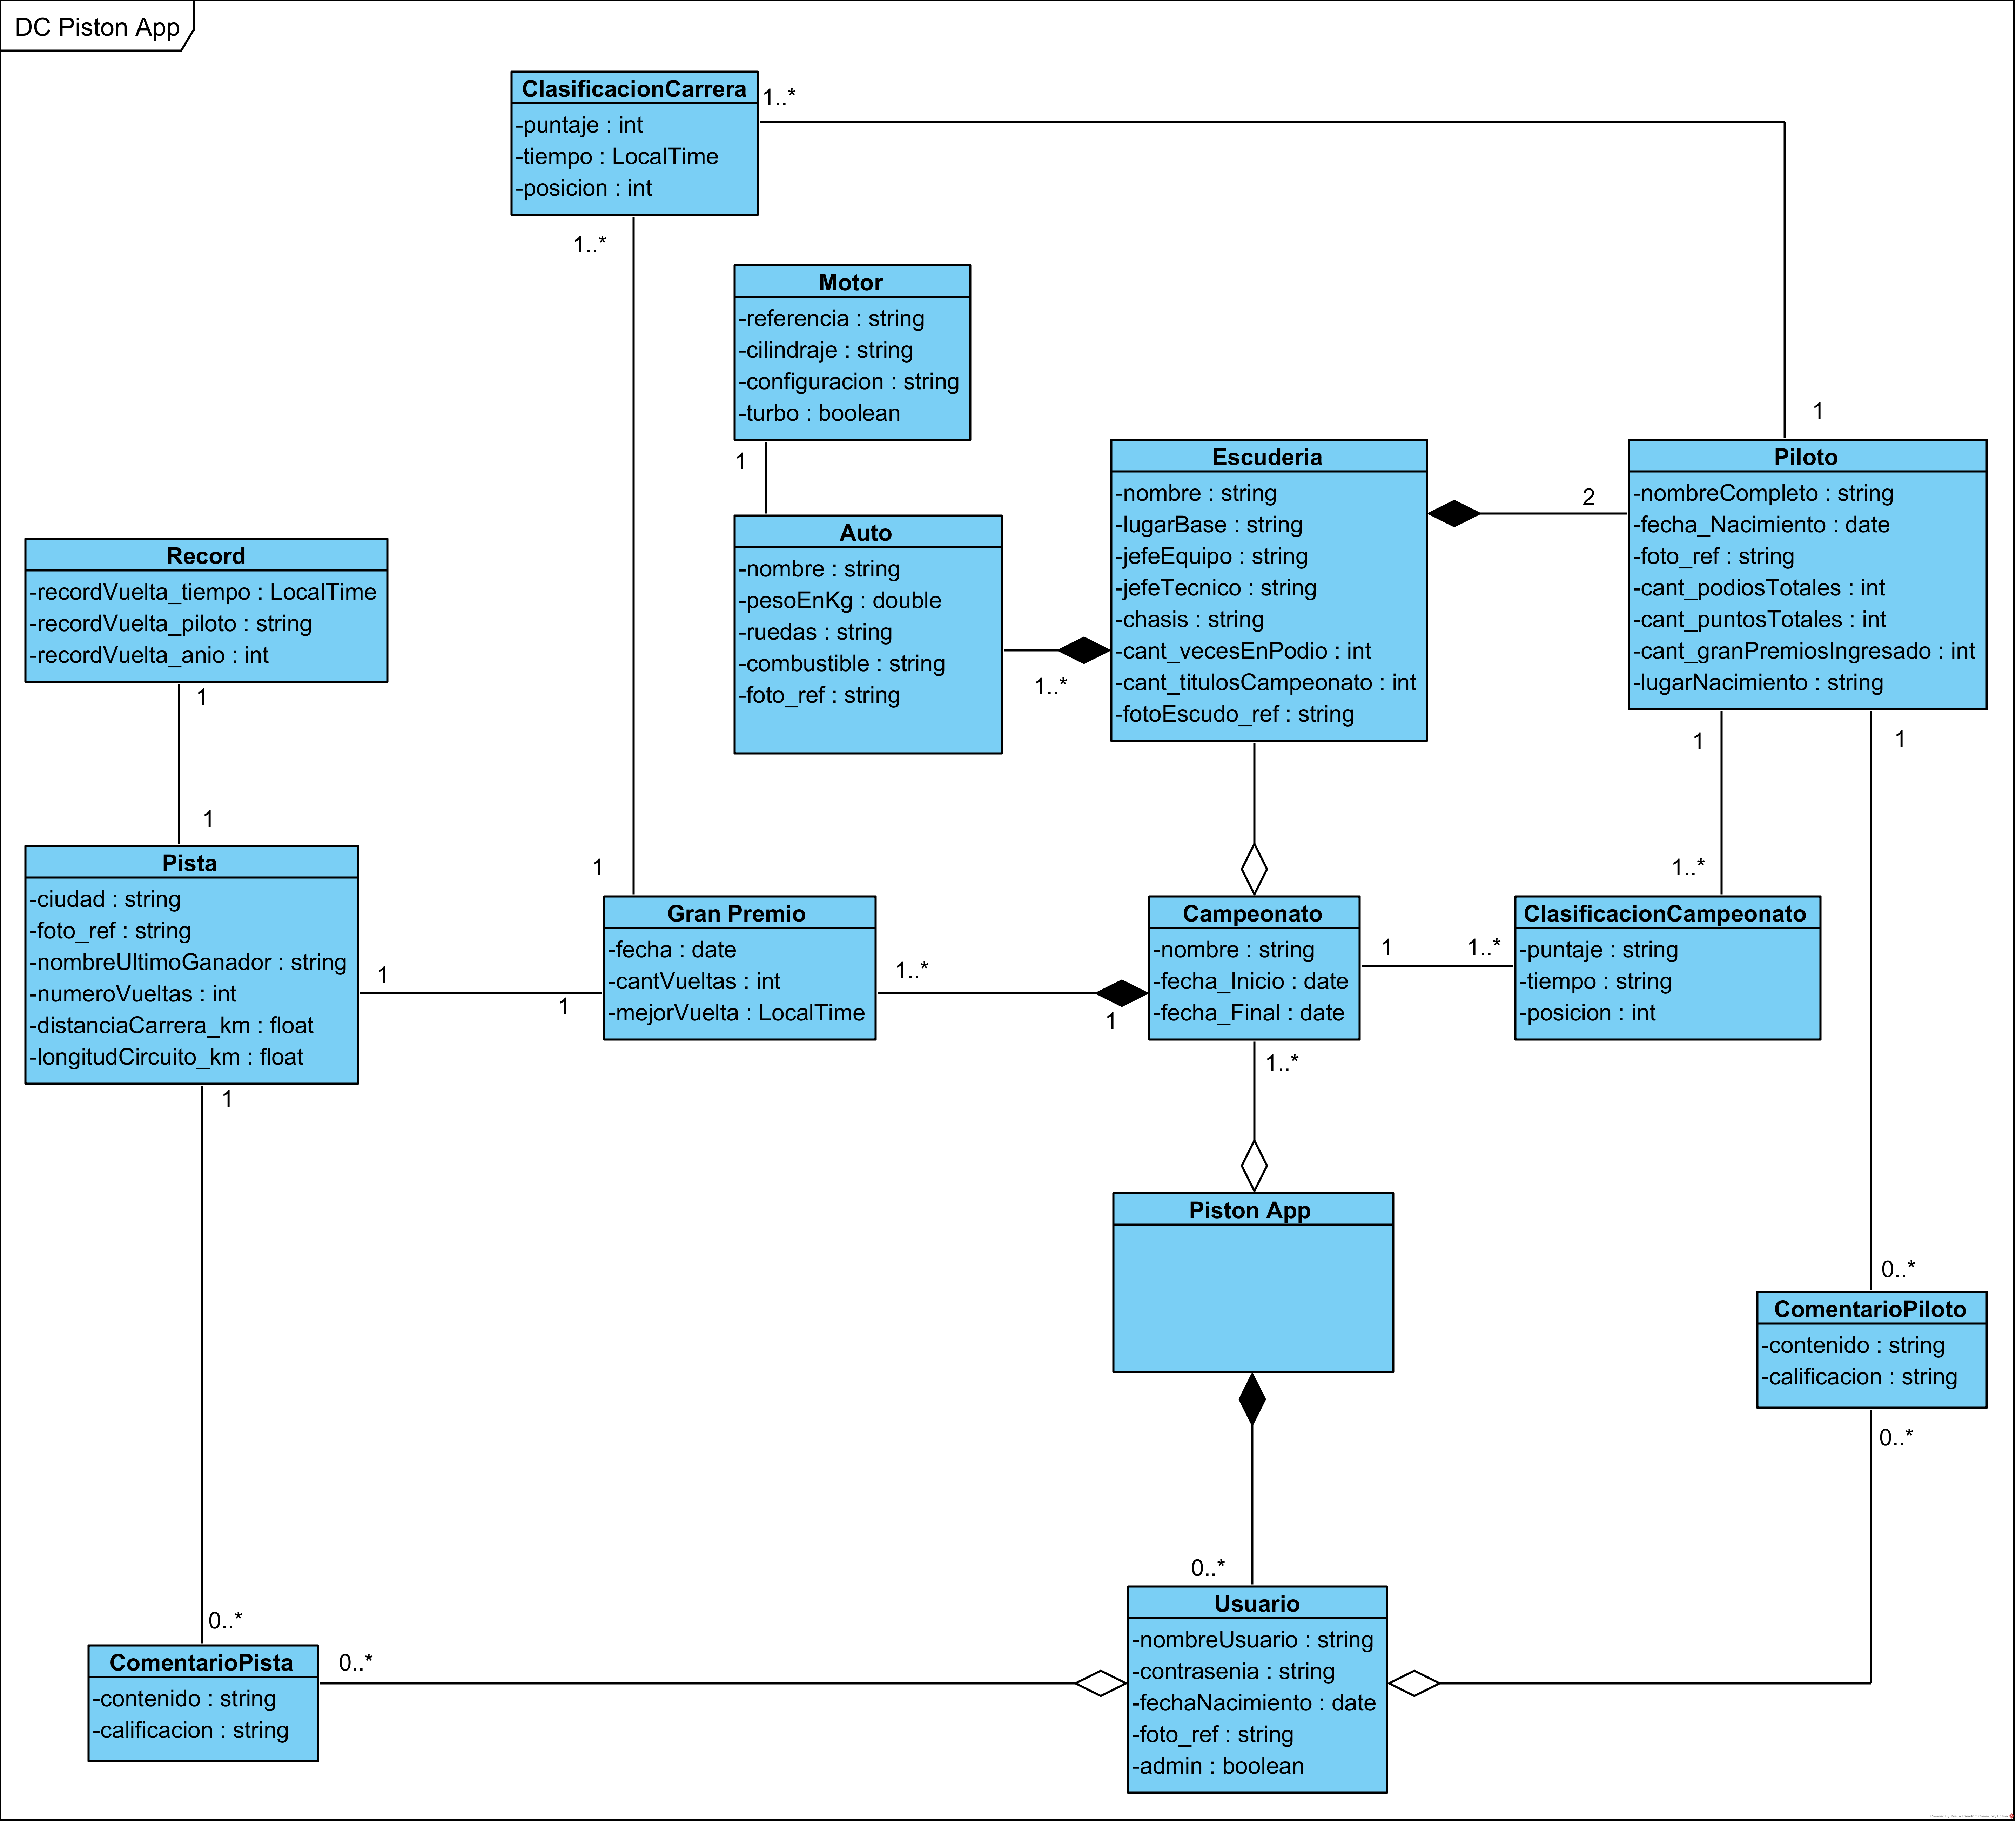 DC Piston App
ClasificacionCarrera
-puntaje : int
-tiempo : LocalTime
-posicion : int
1..*
1..*
Motor
-referencia : string
-cilindraje : string
-configuracion : string
-turbo : boolean
1
Auto
-nombre : string
-pesoEnKg : double
-ruedas : string
-combustible : string
-foto_ref : string
1..*
Escuderia
-nombre : string
-lugarBase : string
-jefeEquipo : string
-jefeTecnico : string
-chasis : string
-cant_vecesEnPodio : int
-cant_titulosCampeonato : int
-fotoEscudo_ref : string
2
1
Piloto
-nombreCompleto : string
-fecha_Nacimiento : date
-foto_ref : string
-cant_podiosTotales : int
-cant_puntosTotales : int
-cant_granPremiosIngresado : int
-lugarNacimiento : string
1
1
Record
-recordVuelta_tiempo : LocalTime
-recordVuelta_piloto : string
-recordVuelta_anio : int
1
1
Pista
-ciudad : string
-foto_ref : string
-nombreUltimoGanador : string
-numeroVueltas : int
-distanciaCarrera_km : float
-longitudCircuito_km : float
1
1
1
1
Gran Premio
-fecha : date
-cantVueltas : int
-mejorVuelta : LocalTime
1..*
1
Campeonato
-nombre : string
-fecha_Inicio : date
-fecha_Final : date
1
1..*
1..*
1..*
ClasificacionCampeonato
-puntaje : string
-tiempo : string
-posicion : int
Piston App
0..*
ComentarioPiloto
-contenido : string
-calificacion : string
0..*
0..*
Usuario
-nombreUsuario : string
-contrasenia : string
-fechaNacimiento : date
-foto_ref : string
-admin : boolean
0..*
0..*
ComentarioPista
-contenido : string
-calificacion : string
Powered By Visual Paradigm Community Edition